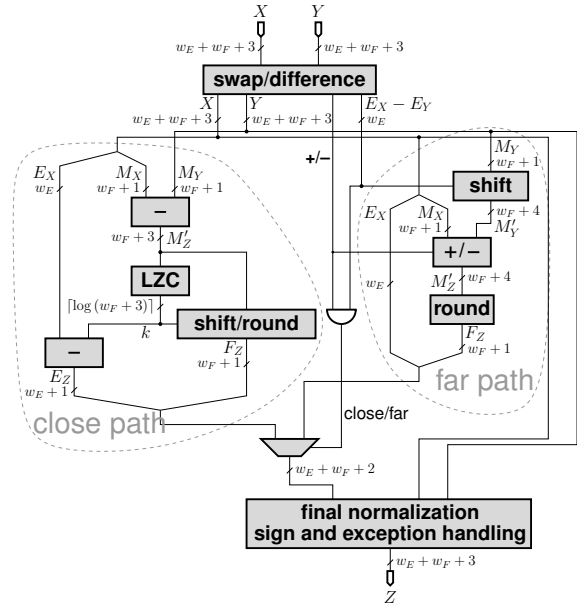 X Y
w_E + w_F + 3 w_E + w_F + 3
swap/difference
X Y E_X − E_Y
w_E + w_F + 3 w_E + w_F + 3 w_E
+/−
M_Y
w_F + 1
E_X M_X M_Y
w_E w_F + 1 w_F + 1
shift
w_F + 4
E_X M_X M′_Y
w_F + 1
−
+/−
w_F + 3 M′_Z
LZC
w_E M′_Z w_F + 4
⌈log (w_F + 3)⌉
round
shift/round
k
F_Z
w_F + 1
−
F_Z
w_F + 1
E_Z
w_E + 1
far path
close path
close/far
w_E + w_F + 2
final normalization
sign and exception handling
w_E + w_F + 3
Z